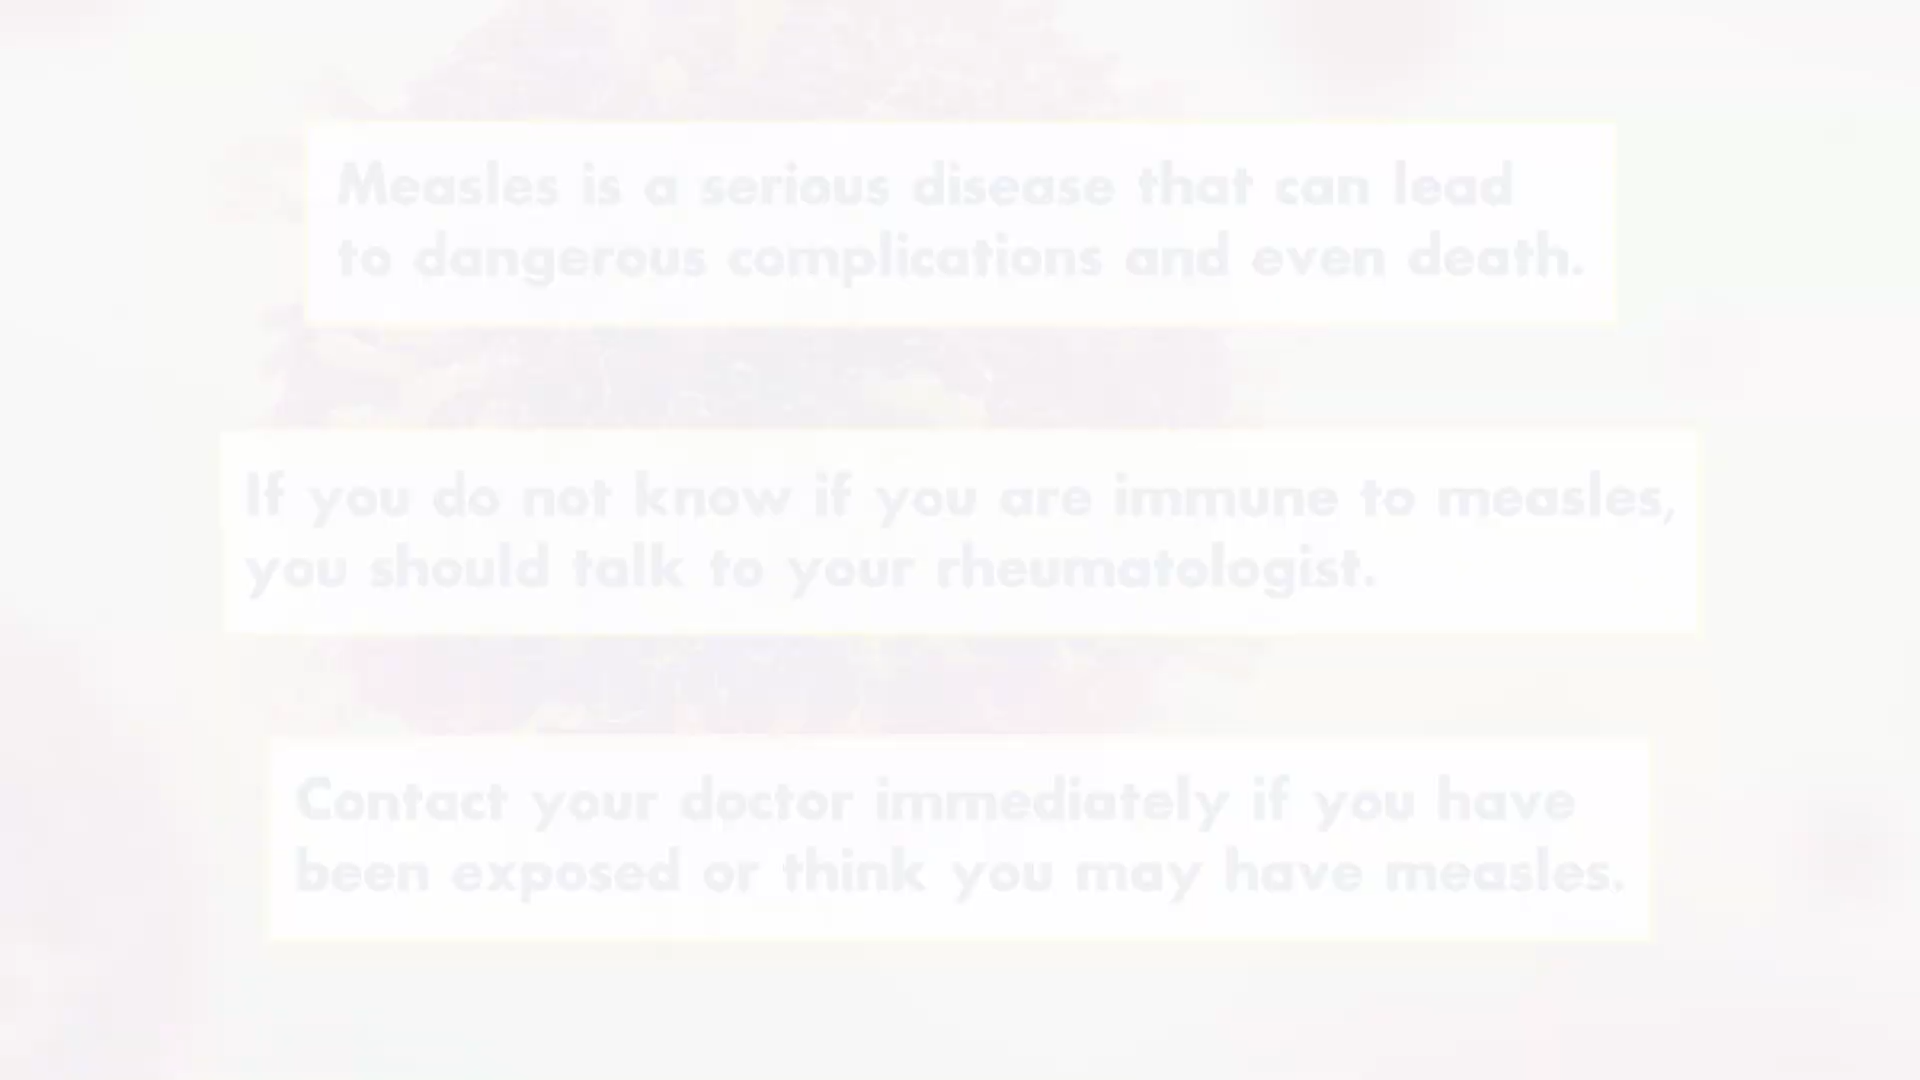 Measles is a serious disease that can lead
to dangerous complications and even death.
If you do not know if you are immune to measles,
you should talk to your rheumatologist.
Contact your doctor immediately if you have
been exposed or think you may have measles.